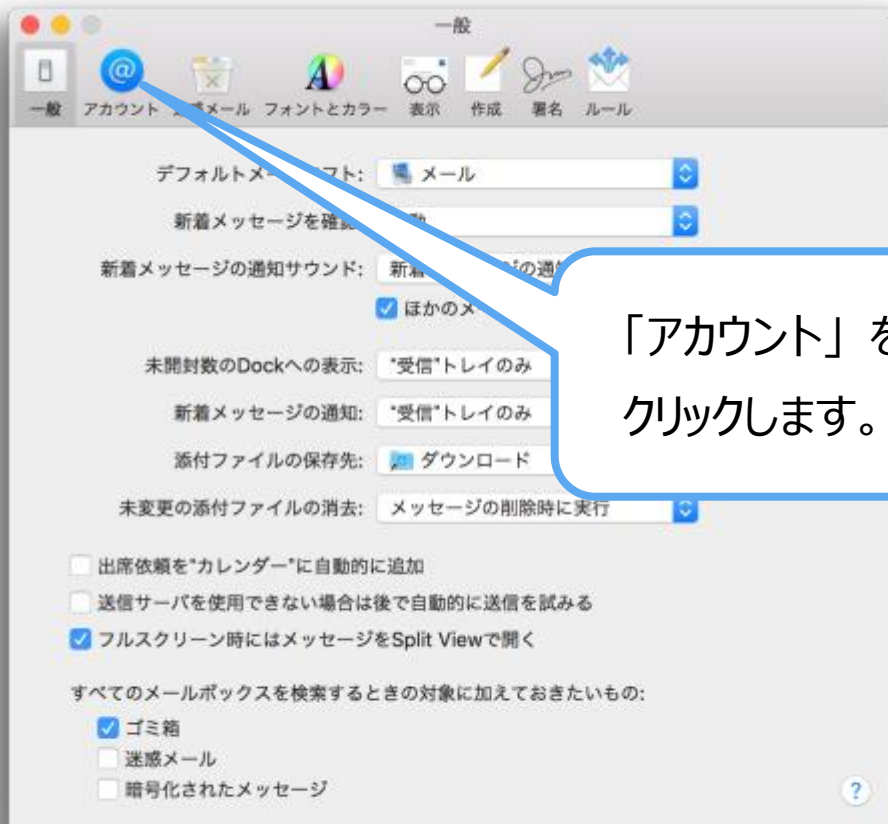 一般
一般 アカウント 迷惑メール フォントとカラー 表示 作成 署名 ルール
デフォルトメールソフト: メール
新着メッセージを確認
新着メッセージの通知サウンド: 新着 の通知
ほかのメ
「アカウント」を
クリックします。
未開封数のDockへの表示: "受信"トレイのみ
新着メッセージの通知: "受信"トレイのみ
添付ファイルの保存先: ダウンロード
未変更の添付ファイルの消去: メッセージの削除時に実行
出席依頼を"カレンダー"に自動的に追加
送信サーバを使用できない場合は後で自動的に送信を試みる
フルスクリーン時にはメッセージをSplit Viewで開く
すべてのメールボックスを検索するときの対象に加えておきたいもの:
ゴミ箱
迷惑メール
暗号化されたメッセージ
?